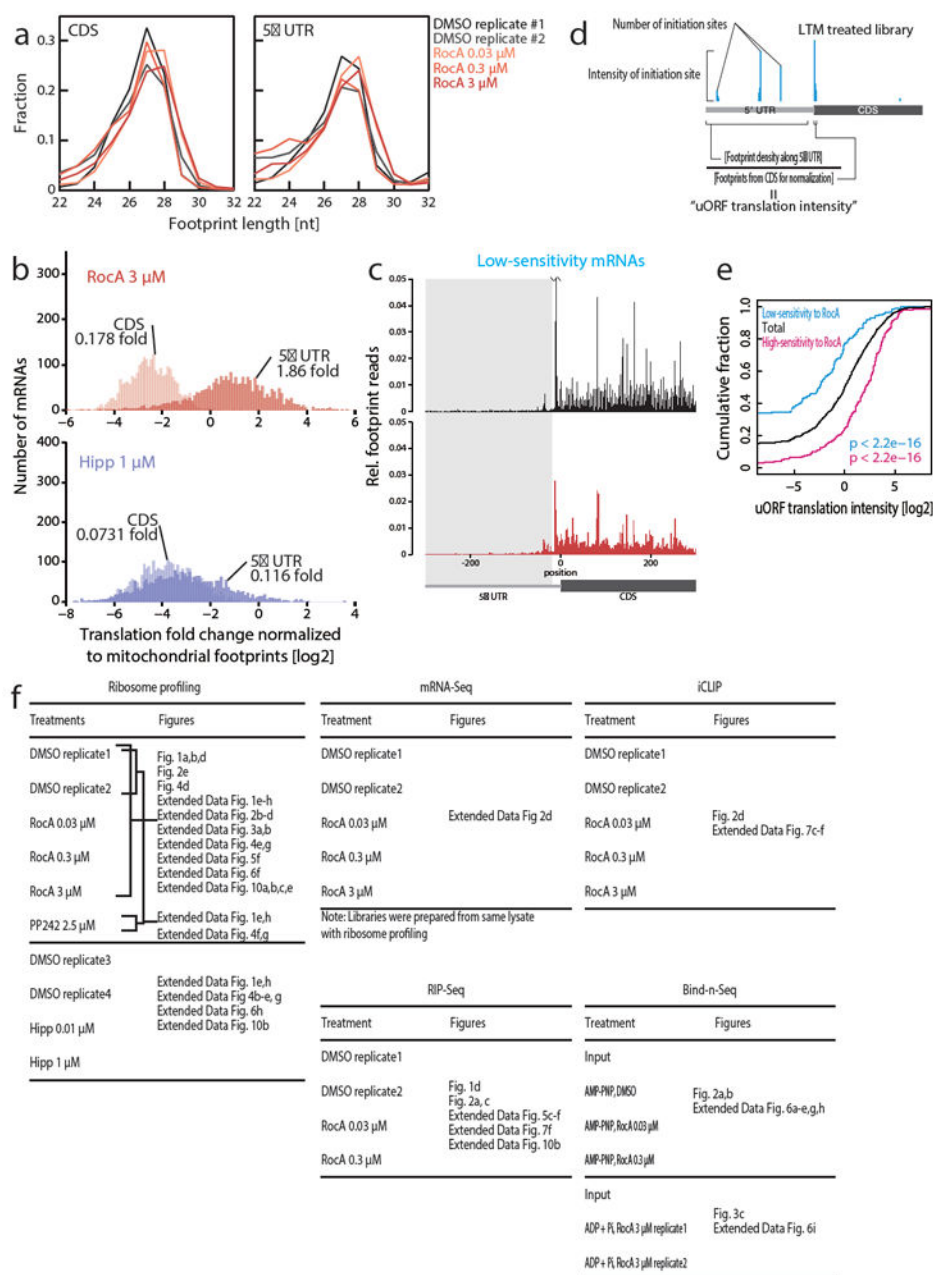 a
CDS
5 UTR
DMSO replicate #1
DMSO replicate #2
RocA 0.03 µM
RocA 0.3 µM
RocA 3 µM
Fraction
0.3
0.2
0.1
0
22 24 26 28 30 32
22 24 26 28 30 32
Footprint length [nt]
d
Number of initiation sites
LTM treated library
Intensity of initiation site
5' UTR
CDS
[Footprint density along 5 UTR]
[Footprints from CDS for normalization]
=
"uORF translation intensity"
b
RocA 3 µM
300
200
100
0
CDS
0.178 fold
5 UTR
1.86 fold
−6 −4 −2 0 2 4 6
Number of mRNAs
Hipp 1 µM
400
300
200
100
0
CDS
0.0731 fold
5 UTR
0.116 fold
−8 −6 −4 −2 0 2 4
Translation fold change normalized
to mitochondrial footprints [log2]
c
Low-sensitivity mRNAs
Rel. footprint reads
0.05
0.04
0.03
0.02
0.01
0.00
0.05
0.04
0.03
0.02
0.01
0.00
-200 0 200
position
5 UTR
CDS
e
Low-sensitivity to RocA
Total
High-sensitivity to RocA
Cumulative fraction
1.0
0.8
0.6
0.4
0.2
0
p < 2.2e−16
p < 2.2e−16
−5 0 5
uORF translation intensity [log2]
f
Ribosome profiling
Treatments Figures
DMSO replicate1
DMSO replicate2
RocA 0.03 µM
RocA 0.3 µM
RocA 3 µM
PP242 2.5 µM
Fig. 1a,b,d
Fig. 2e
Fig. 4d
Extended Data Fig. 1e-h
Extended Data Fig. 2b-d
Extended Data Fig. 3a,b
Extended Data Fig. 4e,g
Extended Data Fig. 5f
Extended Data Fig. 6f
Extended Data Fig. 10a,b,c,e
Extended Data Fig. 1e,h
Extended Data Fig. 4f,g
DMSO replicate3
DMSO replicate4
Hipp 0.01 µM
Hipp 1 µM
Extended Data Fig. 1e,h
Extended Data Fig 4b-e, g
Extended Data Fig. 6h
Extended Data Fig. 10b
mRNA-Seq
Treatment Figures
DMSO replicate1
DMSO replicate2
RocA 0.03 µM
RocA 0.3 µM
RocA 3 µM
Extended Data Fig 2d
Note: Libraries were prepared from same lysate
with ribosome profiling
iCLIP
Treatment Figures
DMSO replicate1
DMSO replicate2
RocA 0.03 µM
RocA 0.3 µM
RocA 3 µM
Fig. 2d
Extended Data Fig. 7c-f
RIP-Seq
Treatment Figures
DMSO replicate1
DMSO replicate2
RocA 0.03 µM
RocA 0.3 µM
Fig. 1d
Fig. 2a, c
Extended Data Fig. 5c-f
Extended Data Fig. 7f
Extended Data Fig. 10b
Bind-n-Seq
Treatment Figures
Input
AMP-PNP, DMSO
AMP-PNP, RocA 0.03 µM
AMP-PNP, RocA 0.3 µM
Fig. 2a,b
Extended Data Fig. 6a-e,g,h
Input
ADP + Pi, RocA 3 µM replicate1
ADP + Pi, RocA 3 µM replicate2
Fig. 3c
Extended Data Fig. 6i